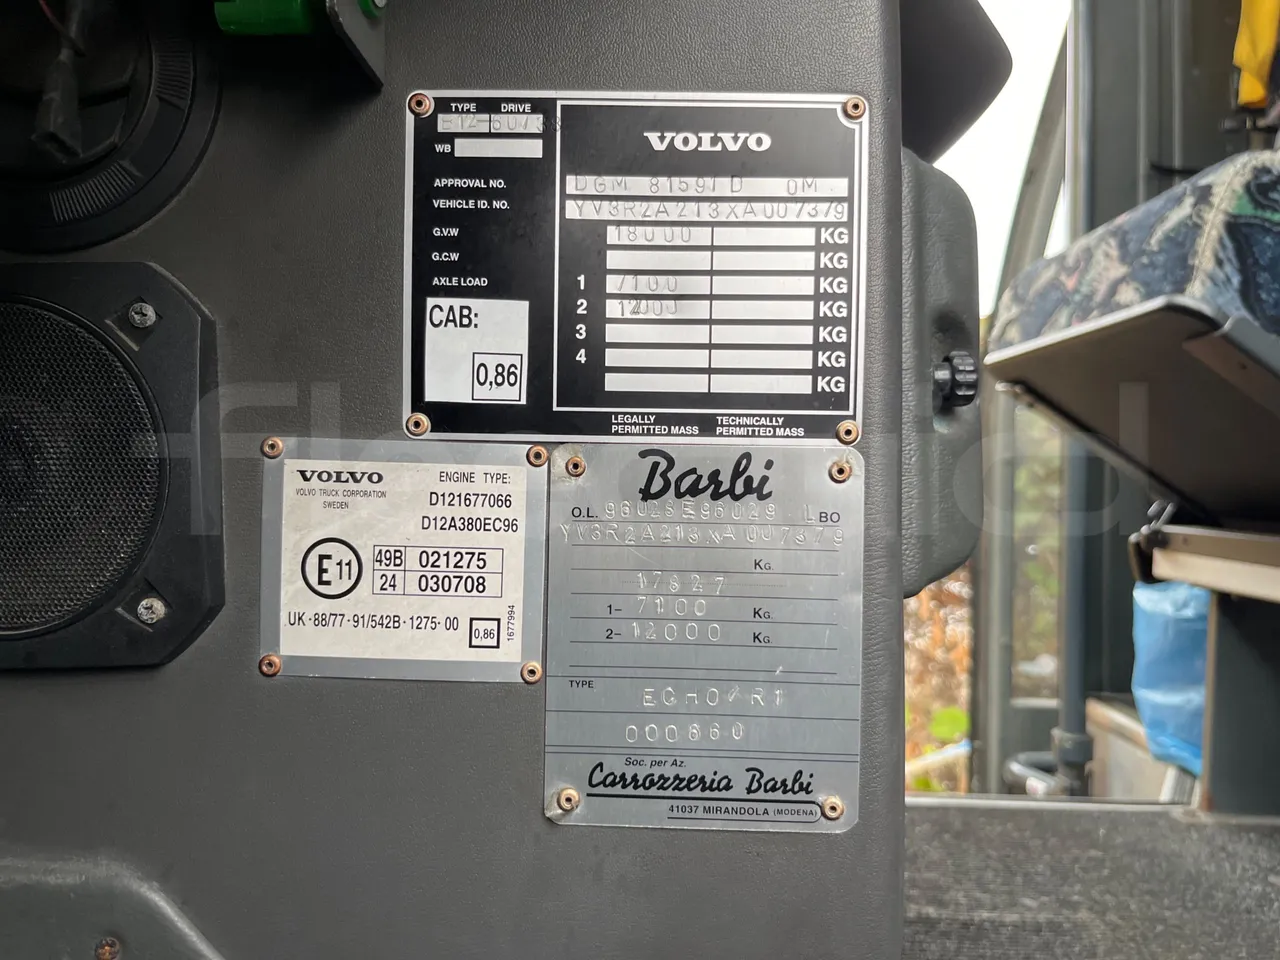 TYPE DRIVE
B12-60738
WB
VOLVO
APPROVAL NO. DGM 81591D OM.
VEHICLE ID. NO. YV3R2A213XA007379
G.V.W 18000 KG
G.C.W KG
AXLE LOAD 1 7100 KG
2 12000 KG
3 KG
4 KG
KG
CAB:
0,86
LEGALLY PERMITTED MASS
TECHNICALLY PERMITTED MASS
VOLVO
VOLVO TRUCK CORPORATION
SWEDEN
ENGINE TYPE:
D121677066
D12A380EC96
E11
49B 021275
24 030708
UK-88/77-91/542B-1275-00
0,86
1677994
Barbi
O.L. 96028E96029 LBO
YV3R2A213XA007379
KG.
17827
1- 7100 KG.
2- 12000 KG.
TYPE
ECHO/R1
000860
Soc. per Az.
Carrozzeria Barbi
41037 MIRANDOLA (MODENA)